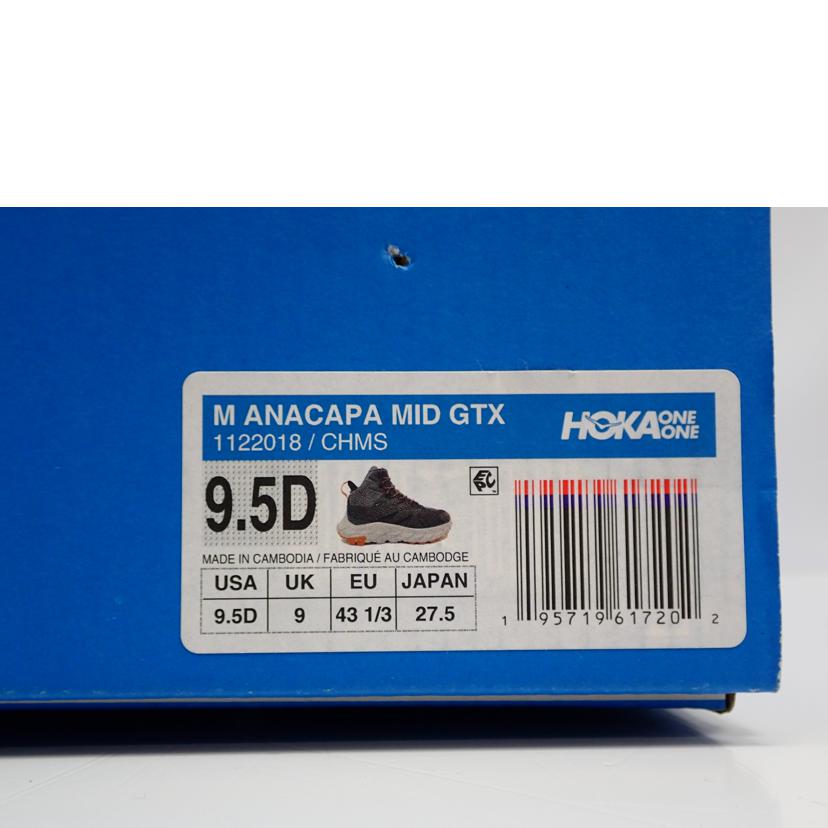 M ANACAPA MID GTX
1122018 / CHMS
HOKA ONE ONE
9.5D
EPC
MADE IN CAMBODIA / FABRIQUÉ AU CAMBODGE
USA UK EU JAPAN
9.5D 9 43 1/3 27.5
1 95719 61720 2